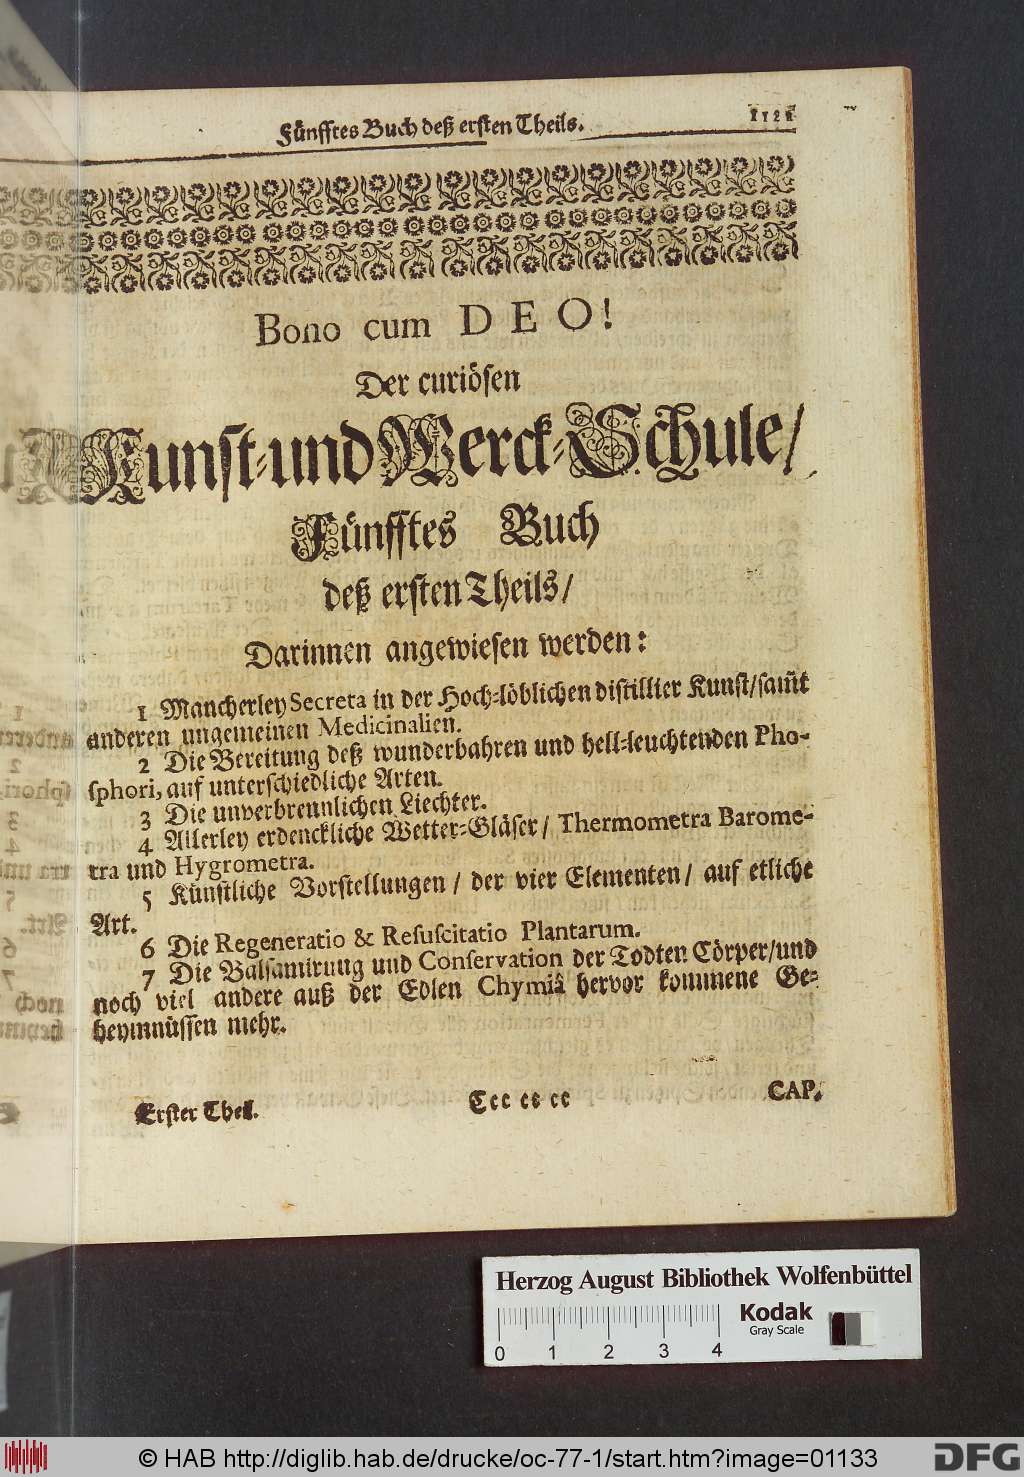 Fünfftes Buch deß ersten Theils. 1121
Bono cum DEO!
Der curiösen
Kunst-und Werck-Schule/
Fünfftes Buch
deß ersten Theils/
Darinnen angewiesen werden:
1 Mancherley Secreta in der Hoch-löblichen distillier Kunst/samt
anderen ungemeinen Medicinalien.
2 Die Bereitung deß wunderbahren und hell-leuchtenden Pho-
sphori, auf unterschiedliche Arten.
3 Die unverbrennlichen Liechter.
4 Allerley erdenckliche Wetter-Gläser/ Thermometra Barome-
tra und Hygrometra.
5 Künstliche Vorstellungen/ der vier Elementen/ auf etliche
Art.
6 Die Regeneratio & Resuscitatio Plantarum.
7 Die Balsamirung und Conservation der Todten Cörper/und
noch viel andere auß der Edlen Chymiâ hervor kommene Ge-
heymnüssen mehr.
Erster Theil. Ccc cc cc CAP.
Herzog August Bibliothek Wolfenbüttel
Kodak
Gray Scale
0 1 2 3 4
© HAB http://diglib.hab.de/drucke/oc-77-1/start.htm?image=01133
DFG